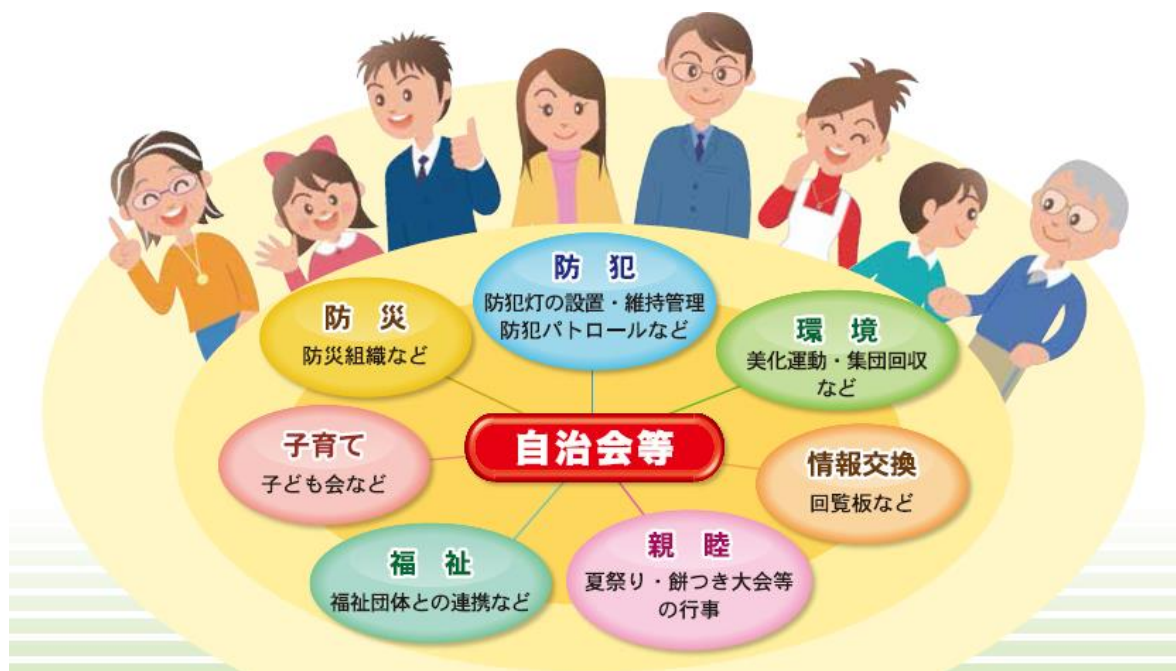 防 犯
防犯灯の設置・維持管理
防犯パトロールなど
防 災
防災組織など
環 境
美化運動・集団回収
など
自治会等
子育て
子ども会など
情報交換
回覧板など
福 祉
福祉団体との連携など
親 睦
夏祭り・餅つき大会等
の行事